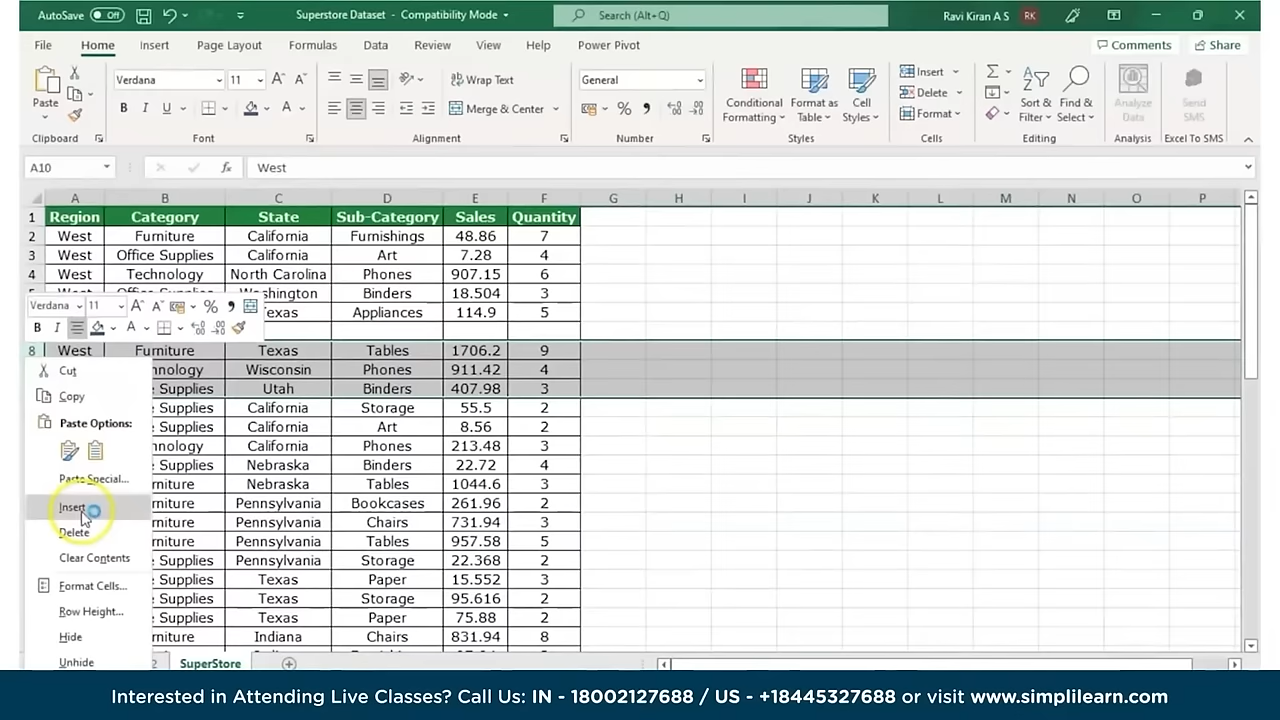 AutoSave Off Superstore Dataset - Compatibility Mode Search (Alt+Q) Ravi Kiran A S RK
File Home Insert Page Layout Formulas Data Review View Help Power Pivot Comments Share
Paste Verdana 11 Wrap Text General Conditional Formatting Format as Table Cell Styles Insert Sort & Filter Find & Select Analyze Data Send SMS
B I U Merge & Center % Delete
Format
Clipboard Font Alignment Number Styles Cells Editing Analysis Excel To SMS
A10 fx West
A B C D E F G H I J K L M N O P
1 Region Category State Sub-Category Sales Quantity
2 West Furniture California Furnishings 48.86 7
3 West Office Supplies California Art 7.28 4
4 West Technology North Carolina Phones 907.15 6
Washington Binders 18.504 3
Verdana 11 % Texas Appliances 114.9 5
B I A
8 West Furniture Texas Tables 1706.2 9
Cut Wisconsin Phones 911.42 4
Supplies Utah Binders 407.98 3
Copy
Supplies California Storage 55.5 2
Paste Options: Supplies California Art 8.56 2
California Phones 213.48 3
Supplies Nebraska Binders 22.72 4
Paste Special... Nebraska Tables 1044.6 3
Insert Pennsylvania Bookcases 261.96 2
Pennsylvania Chairs 731.94 3
Delete Pennsylvania Tables 957.58 5
Clear Contents Supplies Pennsylvania Storage 22.368 2
Format Cells... Supplies Texas Paper 15.552 3
Supplies Texas Storage 95.616 2
Row Height... Supplies Texas Paper 75.88 2
Hide Indiana Chairs 831.94 8
Unhide 2 SuperStore
Interested in Attending Live Classes? Call Us: IN - 18002127688 / US - +18445327688 or visit www.simplilearn.com